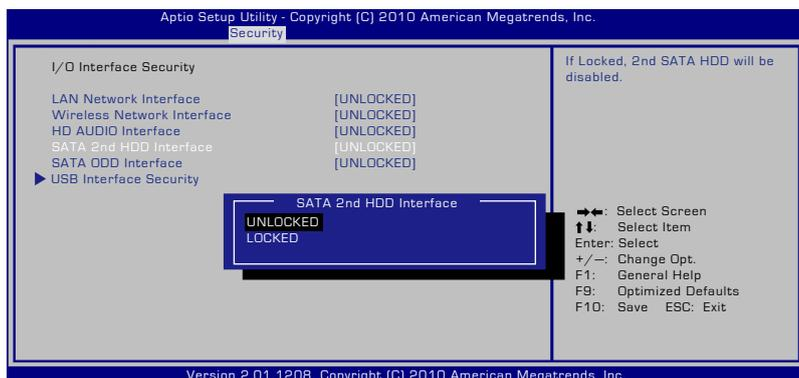 Aptio Setup Utility - Copyright (C) 2010 American Megatrends, Inc.
Security
I/O Interface Security
LAN Network Interface [UNLOCKED]
Wireless Network Interface [UNLOCKED]
HD AUDIO Interface [UNLOCKED]
SATA 2nd HDD Interface [UNLOCKED]
SATA ODD Interface [UNLOCKED]
USB Interface Security
SATA 2nd HDD Interface
UNLOCKED
LOCKED
If Locked, 2nd SATA HDD will be
disabled.
→←: Select Screen
↑↓: Select Item
Enter: Select
+/—: Change Opt.
F1: General Help
F9: Optimized Defaults
F10: Save ESC: Exit
Version 2.01.1208. Copyright (C) 2010 American Megatrends, Inc.